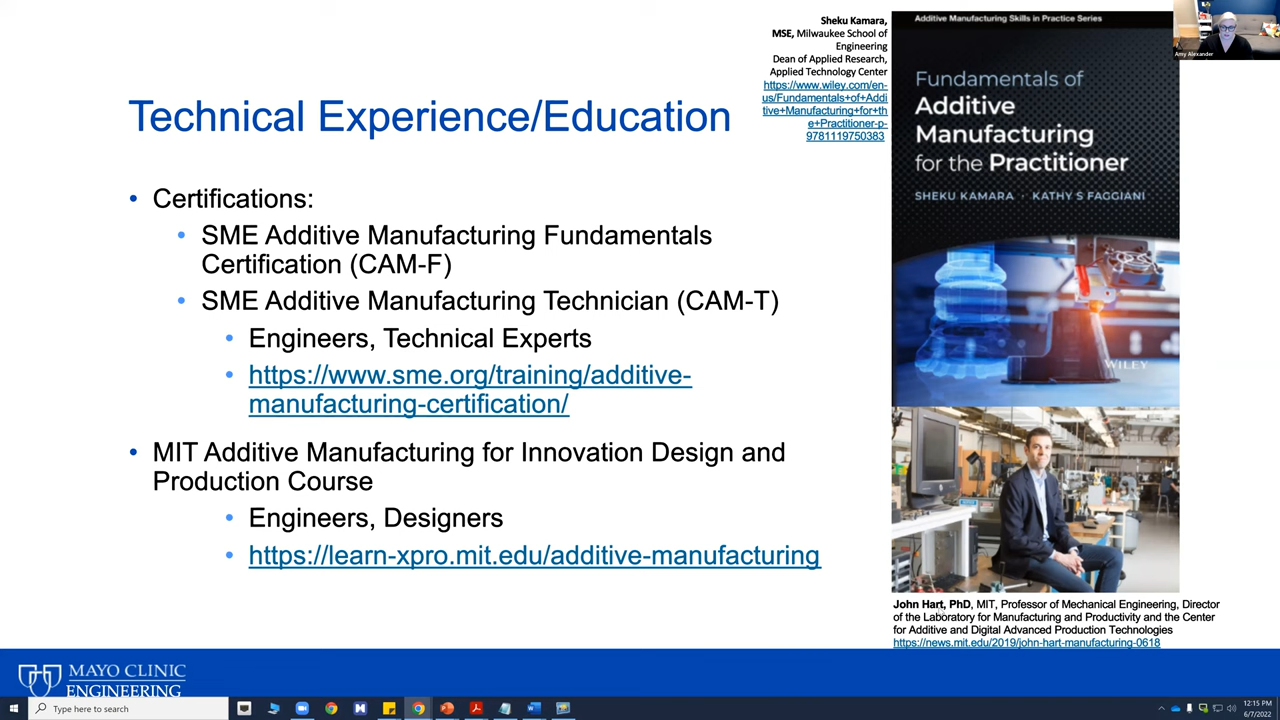 Technical Experience/Education
• Certifications:
• SME Additive Manufacturing Fundamentals
Certification (CAM-F)
• SME Additive Manufacturing Technician (CAM-T)
• Engineers, Technical Experts
• https://www.sme.org/training/additive-
manufacturing-certification/
• MIT Additive Manufacturing for Innovation Design and
Production Course
• Engineers, Designers
• https://learn-xpro.mit.edu/additive-manufacturing
Sheku Kamara,
MSE, Milwaukee School of
Engineering
Dean of Applied Research,
Applied Technology Center
https://www.wiley.com/en-
us/Fundamentals+of+Addi
tive+Manufacturing+for+th
e+Practitioner-p-
9781119750383
Additive Manufacturing Skills in Practice Series
Fundamentals of
Additive
Manufacturing
for the Practitioner
SHEKU KAMARA · KATHY S FAGGIANI
WILEY
John Hart, PhD, MIT, Professor of Mechanical Engineering, Director
of the Laboratory for Manufacturing and Productivity and the Center
for Additive and Digital Advanced Production Technologies
https://news.mit.edu/2019/john-hart-manufacturing-0618
Amy Alexander
MAYO CLINIC
ENGINEERING
Type here to search
12:15 PM
6/7/2022